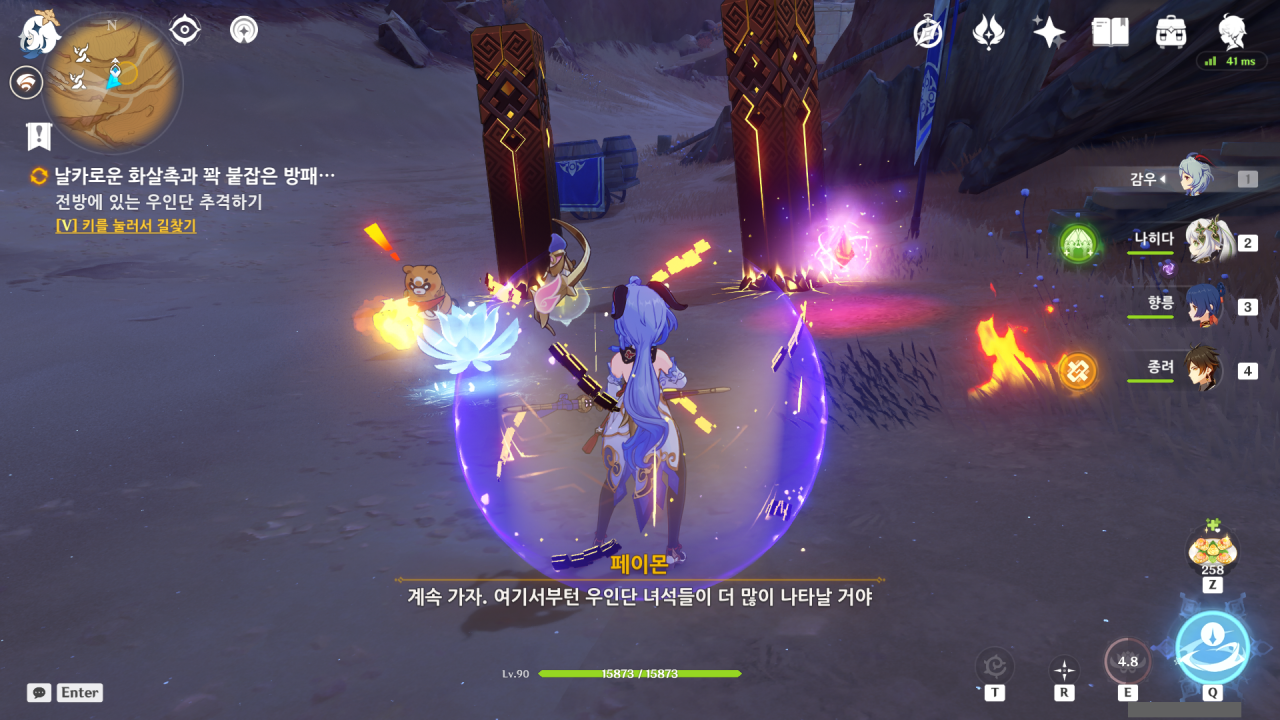 N
41 ms
날카로운 화살촉과 꽉 붙잡은 방패…
전방에 있는 우인단 추격하기
[V] 키를 눌러서 길찾기
감우 1
나히다 2
향릉 3
종려 4
페이몬
계속 가자. 여기서부턴 우인단 녀석들이 더 많이 나타날 거야
258
Z
Lv.90 15873 / 15873
4.8
T R E Q
Enter